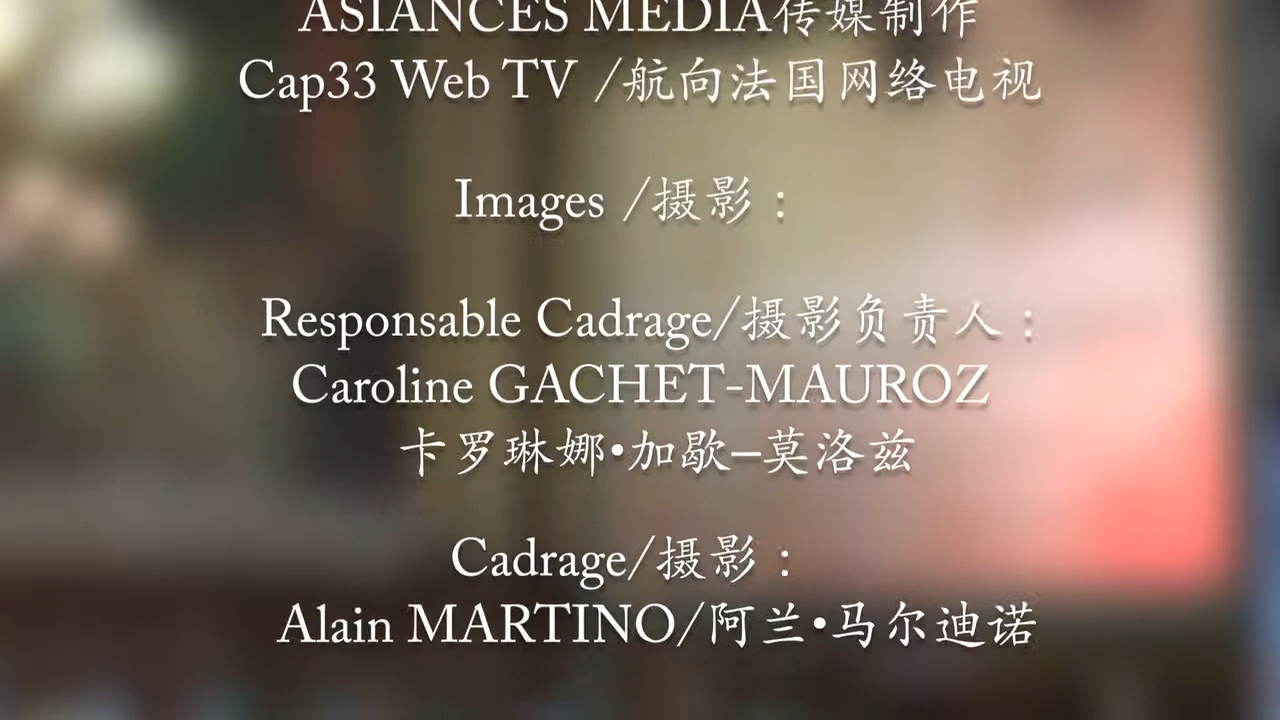 ASIANCES MEDIA传媒制作
Cap33 Web TV /航向法国网络电视
Images /摄影：
Responsable Cadrage/摄影负责人：
Caroline GACHET-MAUROZ
卡罗琳娜•加歇–莫洛兹
Cadrage/摄影：
Alain MARTINO/阿兰•马尔迪诺